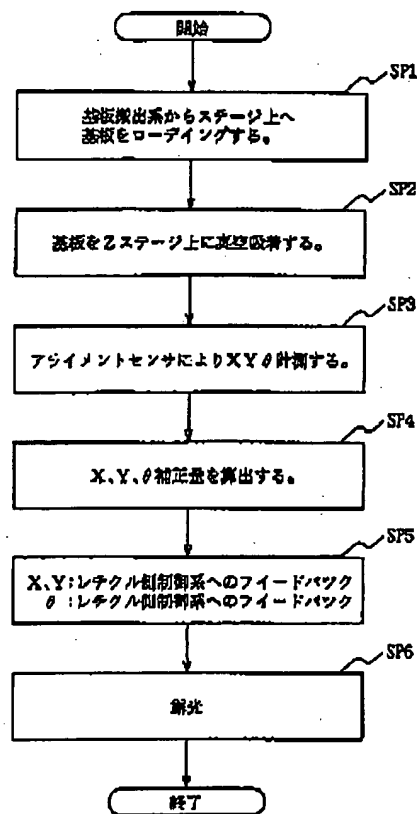 開始
SP1
基板搬出系からステージ上へ
基板をローデイングする。
SP2
基板をZステージ上に真空吸着する。
SP3
アライメントセンサによりXYθ計測する。
SP4
X、Y、θ補正量を算出する。
SP5
X、Y:レチクル側制御系へのフイードバツク
θ:レチクル側制御系へのフイードバツク
SP6
露光
終了